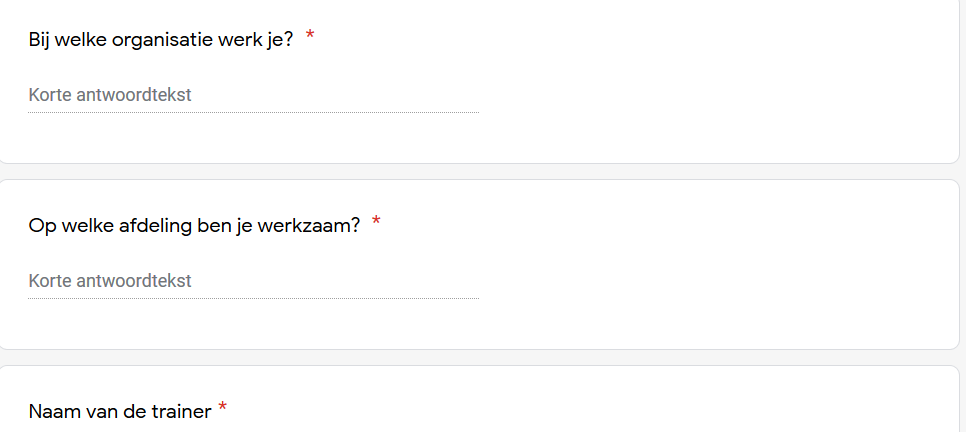 Bij welke organisatie werk je? *
Korte antwoordtekst
Op welke afdeling ben je werkzaam? *
Korte antwoordtekst
Naam van de trainer *